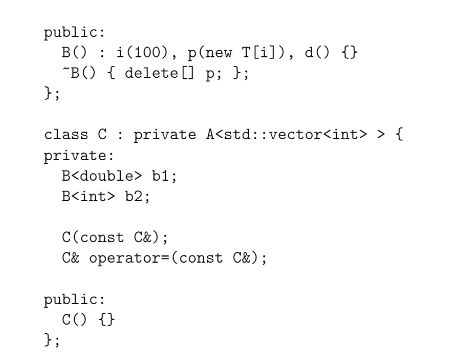 public:
  B() : i(100), p(new T[i]), d() {}
  ~B() { delete[] p; };
};

class C : private A<std::vector<int> > {
private:
  B<double> b1;
  B<int> b2;

  C(const C&);
  C& operator=(const C&);

public:
  C() {}
};